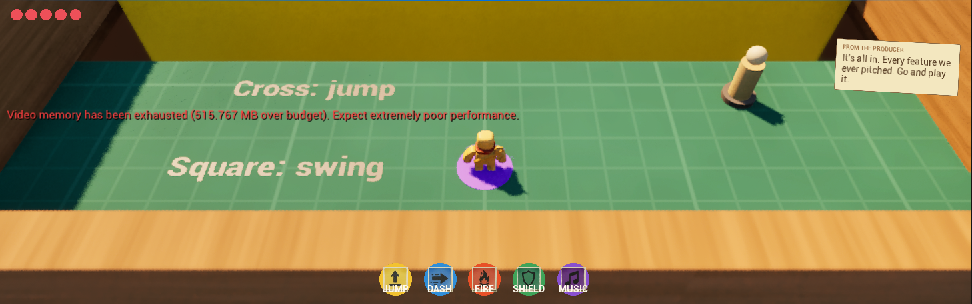 FROM THE PRODUCER
It's all in. Every feature we
ever pitched. Go and play
it.
Cross: jump
Video memory has been exhausted (515.767 MB over budget). Expect extremely poor performance.
Square: swing
JUMP
DASH
FIRE
SHIELD
MUSIC